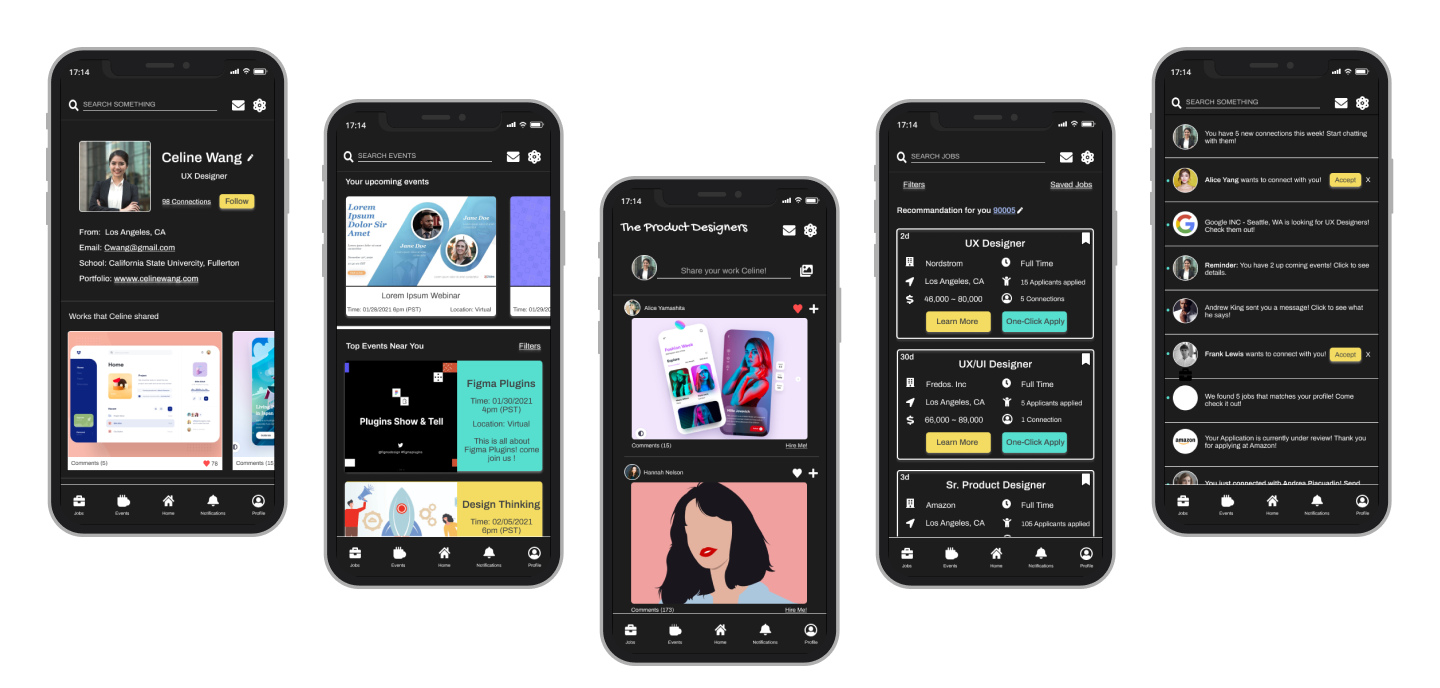 17:14
SEARCH SOMETHING
Celine Wang
UX Designer
98 Connections
Follow
From: Los Angeles, CA
Email: Cwang@gmail.com
School: California State Univercity, Fullerton
Portfolio: wwww.celinewang.com
Works that Celine shared
Home
Comments (5)
78
Comments (15
Jobs
Events
Home
Notifications
Profile
17:14
SEARCH EVENTS
Your upcoming events
Lorem
Ipsum
Dolor Sir
Amet
Jane Due
Jane Due
Lorem Ipsum Webinar
Time: 01/28/2021 6pm (PST)
Location: Virtual
Time: 01/29/20
Top Events Near You
Filters
Plugins Show & Tell
@figmadesign #figmaplugins
Figma Plugins
Time: 01/30/2021
4pm (PST)
Location: Virtual
This is all about
Figma Plugins! come
join us !
Design Thinking
Time: 02/05/2021
6pm (PST)
Jobs
Events
Home
Notifications
Profile
17:14
The Product Designers
Share your work Celine!
Alice Yamashita
Fashion Week
Explore
Comments (15)
Hire Me!
Hannah Nelson
Comments (173)
Hire Me!
Jobs
Events
Home
Notifications
Profile
17:14
SEARCH JOBS
Filters
Saved Jobs
Recommandation for you 90005
2d
UX Designer
Nordstrom
Full Time
Los Angeles, CA
15 Applicants applied
$ 46,000 ~ 80,000
5 Connections
Learn More
One-Click Apply
30d
UX/UI Designer
Fredos. Inc
Full Time
Los Angeles, CA
5 Applicants applied
$ 66,000 ~ 89,000
1 Connection
Learn More
One-Click Apply
3d
Sr. Product Designer
Amazon
Full Time
Los Angeles, CA
105 Applicants applied
Jobs
Events
Home
Notifications
Profile
17:14
SEARCH SOMETHING
You have 5 new connections this week! Start chatting
with them!
Alice Yang wants to connect with you!
Accept
X
Google INC - Seattle, WA is looking for UX Designers!
Check them out!
Reminder: You have 2 up coming events! Click to see
details.
Andrew King sent you a message! Click to see what
he says!
Frank Lewis wants to connect with you!
Accept
X
We found 5 jobs that matches your profile! Come
check it out!
amazon
Your Application is currently under review! Thank you
for applying at Amazon!
You just connected with Andrea Piacuadio! Send
Jobs
Events
Home
Notifications
Profile